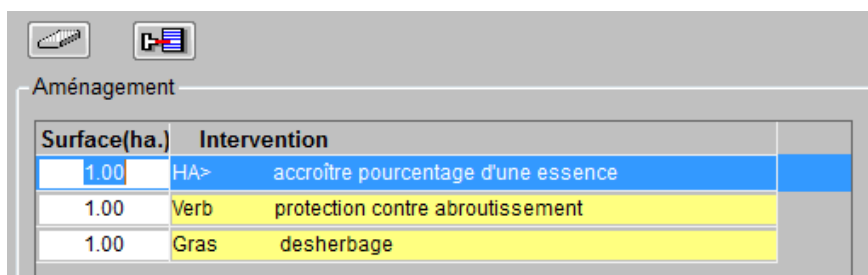 Aménagement
Surface(ha.) Intervention
1.00 HA> accroître pourcentage d'une essence
1.00 Verb protection contre abroutissement
1.00 Gras desherbage